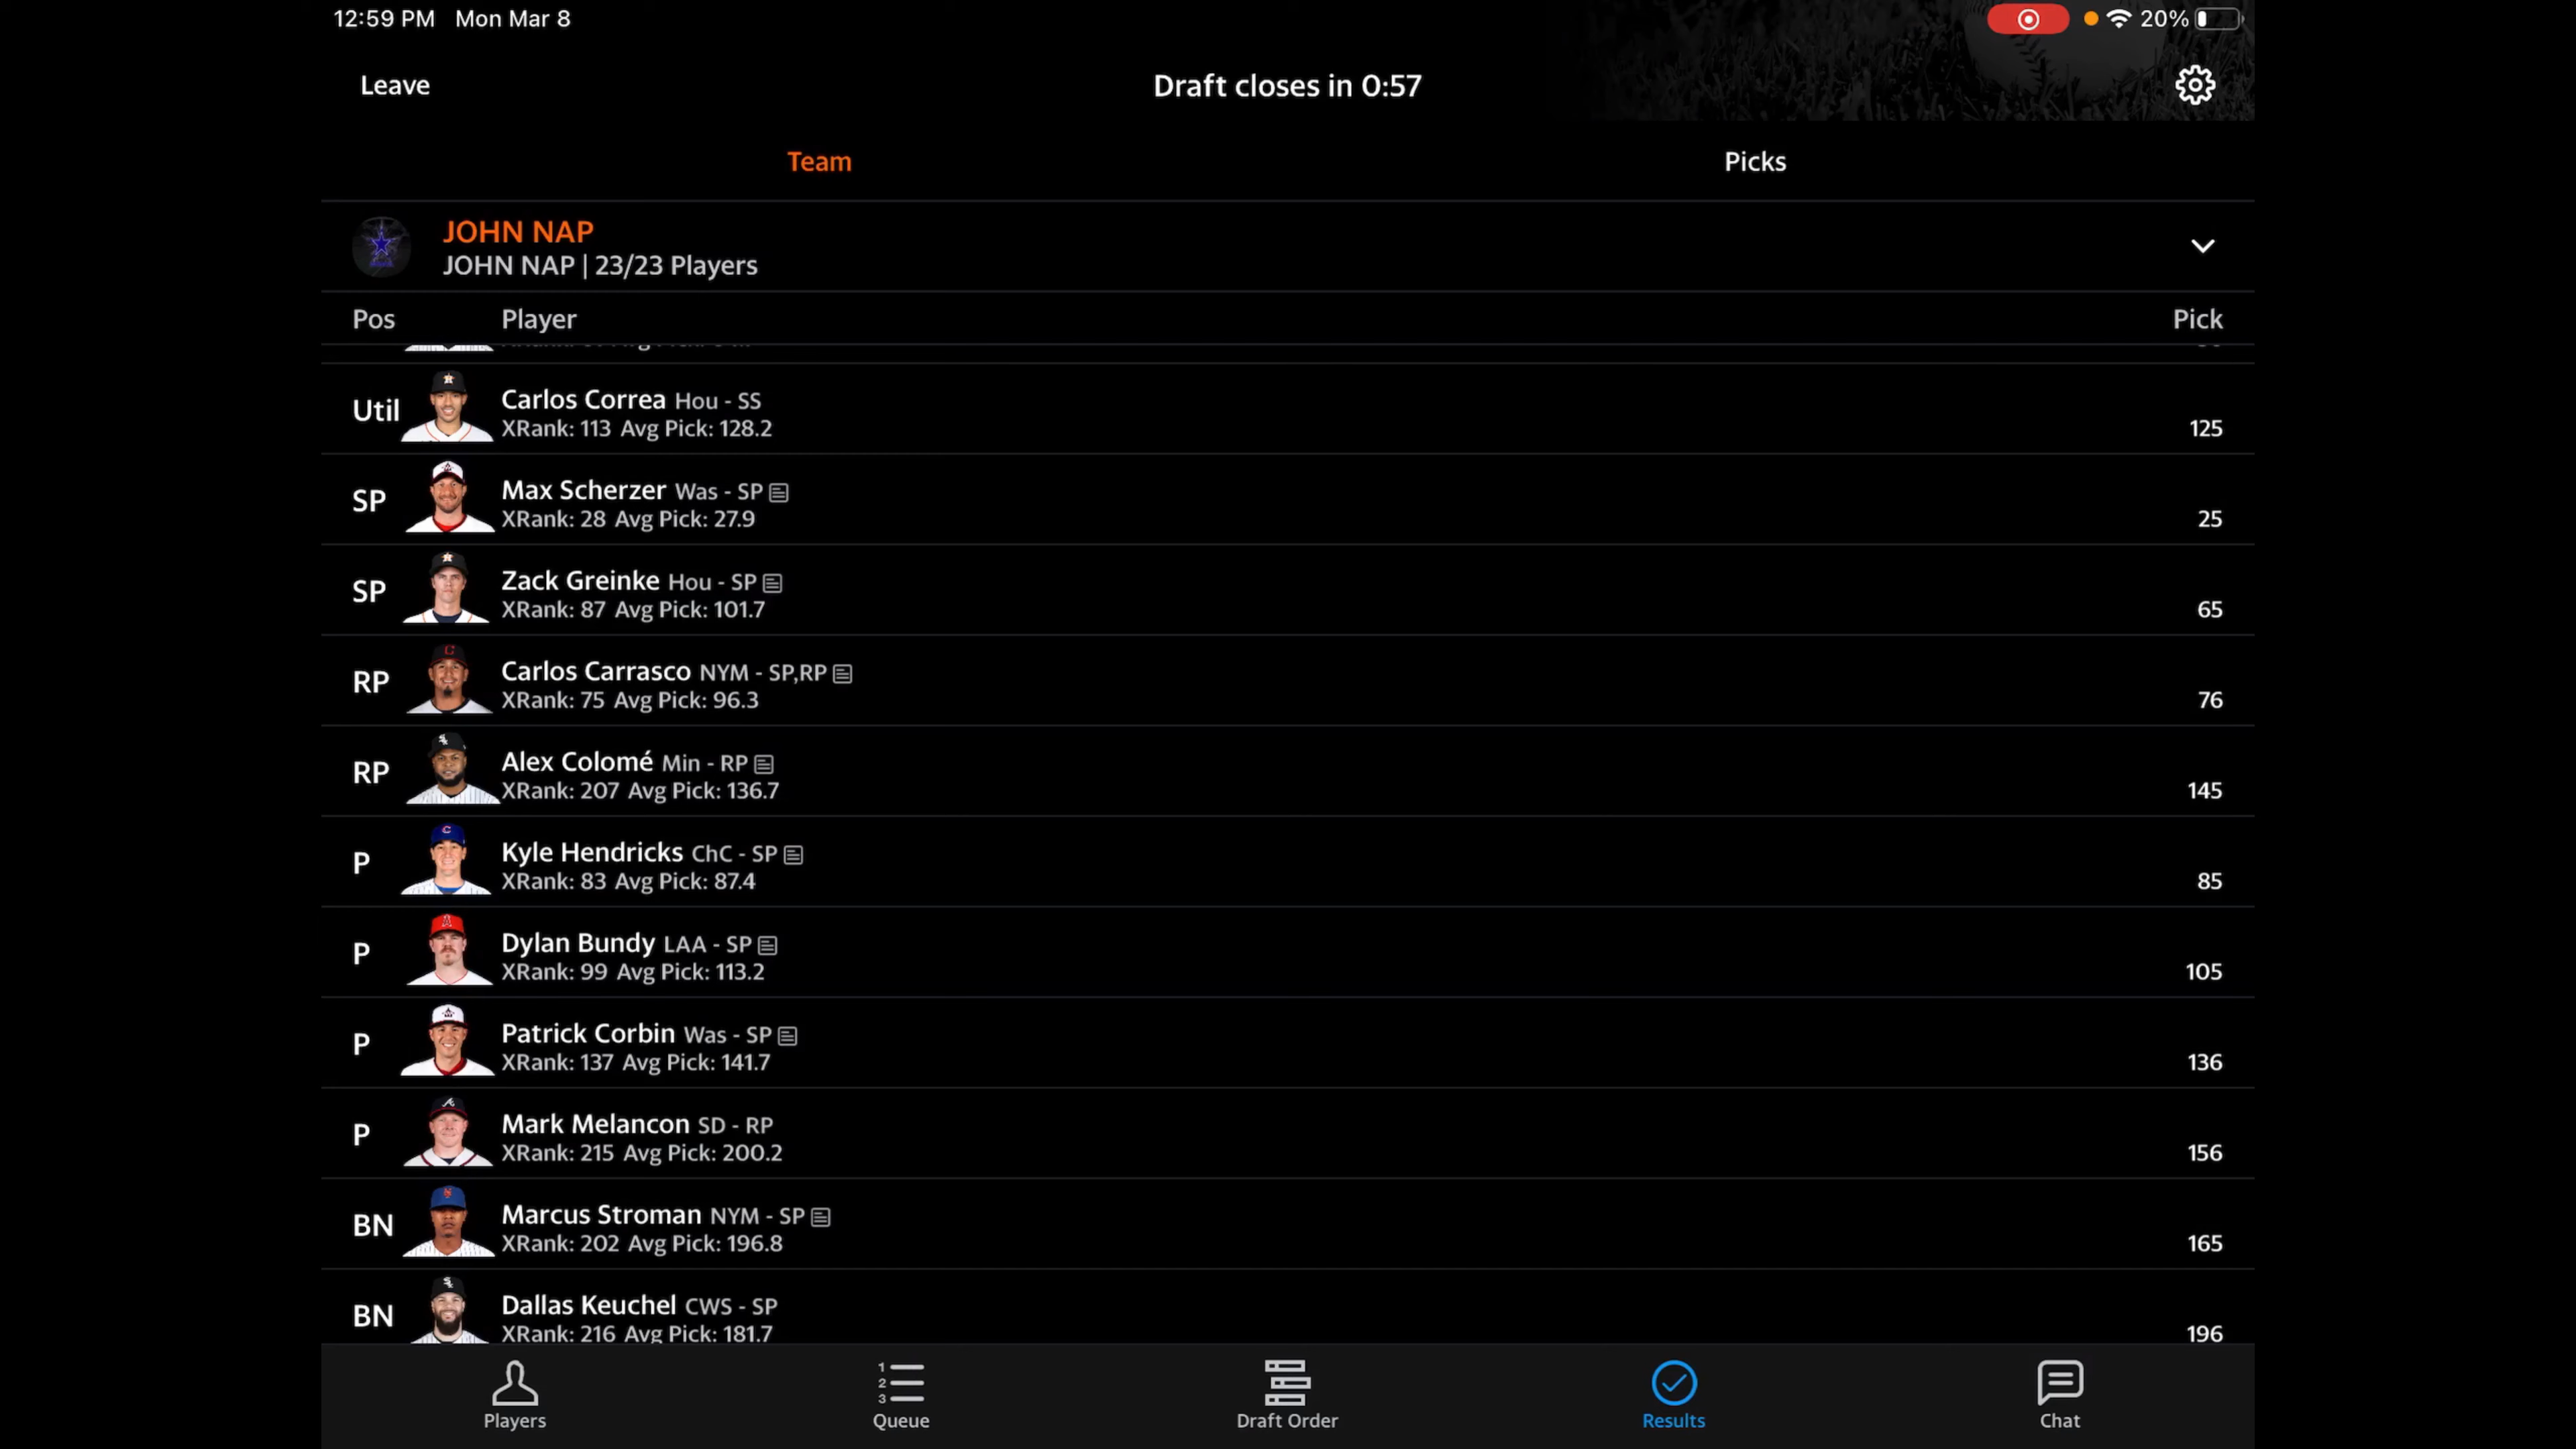 12:59 PM Mon Mar 8
20%
Leave
Draft closes in 0:57
Team
Picks
JOHN NAP
JOHN NAP | 23/23 Players
Pos Player Pick
Util Carlos Correa Hou - SS
XRank: 113 Avg Pick: 128.2 125
SP Max Scherzer Was - SP
XRank: 28 Avg Pick: 27.9 25
SP Zack Greinke Hou - SP
XRank: 87 Avg Pick: 101.7 65
RP Carlos Carrasco NYM - SP,RP
XRank: 75 Avg Pick: 96.3 76
RP Alex Colomé Min - RP
XRank: 207 Avg Pick: 136.7 145
P Kyle Hendricks ChC - SP
XRank: 83 Avg Pick: 87.4 85
P Dylan Bundy LAA - SP
XRank: 99 Avg Pick: 113.2 105
P Patrick Corbin Was - SP
XRank: 137 Avg Pick: 141.7 136
P Mark Melancon SD - RP
XRank: 215 Avg Pick: 200.2 156
BN Marcus Stroman NYM - SP
XRank: 202 Avg Pick: 196.8 165
BN Dallas Keuchel CWS - SP
XRank: 216 Avg Pick: 181.7 196
Players
Queue
Draft Order
Results
Chat